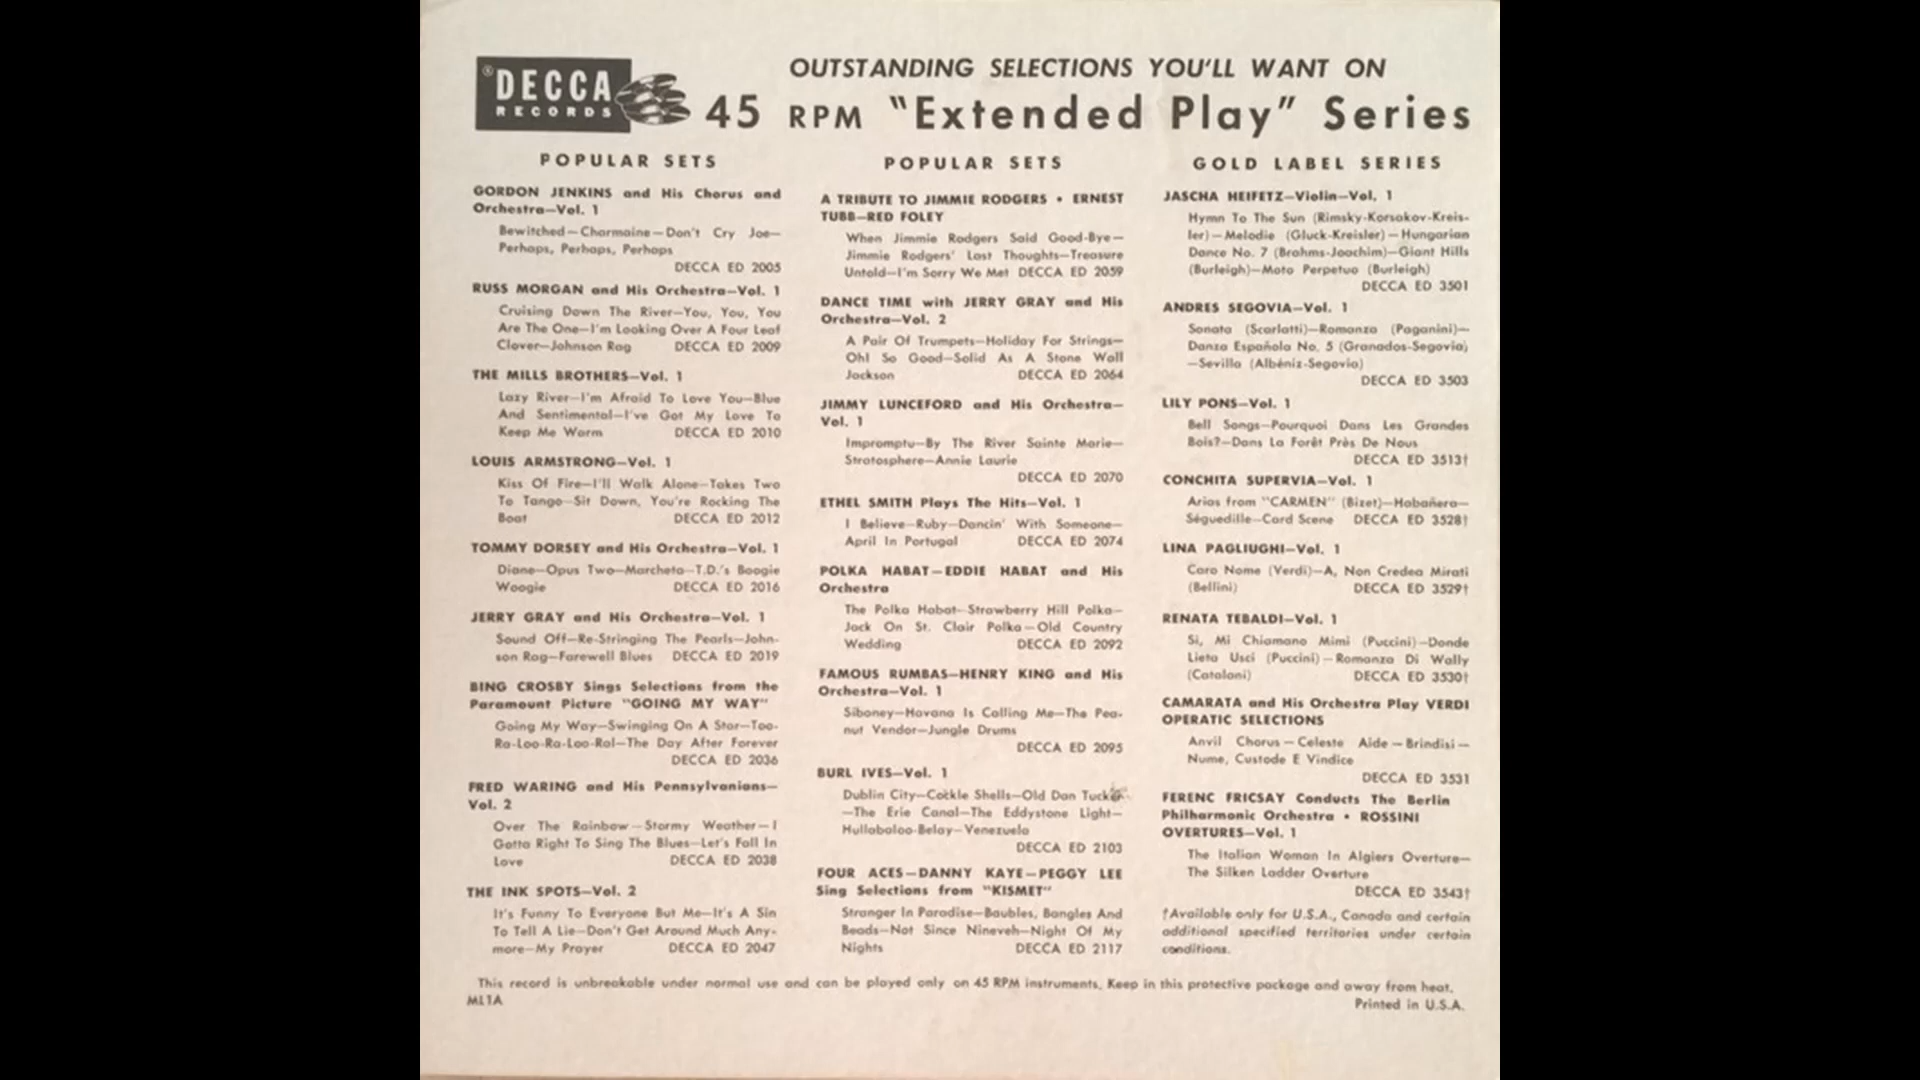 ® DECCA
RECORDS
OUTSTANDING SELECTIONS YOU'LL WANT ON
45 RPM "Extended Play" Series
POPULAR SETS
GORDON JENKINS and His Chorus and
Orchestra—Vol. 1
Bewitched—Charmaine—Don't Cry Joe—
Perhaps, Perhaps, Perhaps
DECCA ED 2005
RUSS MORGAN and His Orchestra—Vol. 1
Cruising Down The River—You, You, You
Are The One—I'm Looking Over A Four Leaf
Clover—Johnson Rag DECCA ED 2009
THE MILLS BROTHERS—Vol. 1
Lazy River—I'm Afraid To Love You—Blue
And Sentimental—I've Got My Love To
Keep Me Warm DECCA ED 2010
LOUIS ARMSTRONG—Vol. 1
Kiss Of Fire—I'll Walk Alone—Takes Two
To Tango—Sit Down, You're Rocking The
Boat DECCA ED 2012
TOMMY DORSEY and His Orchestra—Vol. 1
Diane—Opus Two—Marcheta—T.D.'s Boogie
Woogie DECCA ED 2016
JERRY GRAY and His Orchestra—Vol. 1
Sound Off—Re-Stringing The Pearls—John-
son Rag—Farewell Blues DECCA ED 2019
BING CROSBY Sings Selections from the
Paramount Picture "GOING MY WAY"
Going My Way—Swinging On A Star—Too-
Ra-Loo-Ra-Loo-Ral—The Day After Forever
DECCA ED 2036
FRED WARING and His Pennsylvanians—
Vol. 2
Over The Rainbow—Stormy Weather—I
Gotta Right To Sing The Blues—Let's Fall In
Love DECCA ED 2038
THE INK SPOTS—Vol. 2
It's Funny To Everyone But Me—It's A Sin
To Tell A Lie—Don't Get Around Much Any-
more—My Prayer DECCA ED 2047
POPULAR SETS
A TRIBUTE TO JIMMIE RODGERS • ERNEST
TUBB—RED FOLEY
When Jimmie Rodgers Said Good-Bye—
Jimmie Rodgers' Last Thoughts—Treasure
Untold—I'm Sorry We Met DECCA ED 2059
DANCE TIME with JERRY GRAY and His
Orchestra—Vol. 2
A Pair Of Trumpets—Holiday For Strings—
Oh! So Good—Solid As A Stone Wall
Jackson DECCA ED 2064
JIMMY LUNCEFORD and His Orchestra—
Vol. 1
Impromptu—By The River Sainte Marie—
Stratosphere—Annie Laurie
DECCA ED 2070
ETHEL SMITH Plays The Hits—Vol. 1
I Believe—Ruby—Dancin' With Someone—
April In Portugal DECCA ED 2074
POLKA HABAT—EDDIE HABAT and His
Orchestra
The Polka Habat—Strawberry Hill Polka—
Jack On St. Clair Polka—Old Country
Wedding DECCA ED 2092
FAMOUS RUMBAS—HENRY KING and His
Orchestra—Vol. 1
Siboney—Havana Is Calling Me—The Pea-
nut Vendor—Jungle Drums
DECCA ED 2095
BURL IVES—Vol. 1
Dublin City—Cockle Shells—Old Dan Tucker
—The Erie Canal—The Eddystone Light—
Hullabaloo-Belay—Venezuela
DECCA ED 2103
FOUR ACES—DANNY KAYE—PEGGY LEE
Sing Selections from "KISMET"
Stranger In Paradise—Baubles, Bangles And
Beads—Not Since Nineveh—Night Of My
Nights DECCA ED 2117
GOLD LABEL SERIES
JASCHA HEIFETZ—Violin—Vol. 1
Hymn To The Sun (Rimsky-Korsakov-Kreis-
ler)—Melodie (Gluck-Kreisler)—Hungarian
Dance No. 7 (Brahms-Joachim)—Giant Hills
(Burleigh)—Moto Perpetuo (Burleigh)
DECCA ED 3501
ANDRES SEGOVIA—Vol. 1
Sonata (Scarlatti)—Romanza (Paganini)—
Danza Española No. 5 (Granados-Segovia)
—Sevilla (Albéniz-Segovia)
DECCA ED 3503
LILY PONS—Vol. 1
Bell Songs—Pourquoi Dans Les Grandes
Bois?—Dans La Forêt Près De Nous
DECCA ED 3513†
CONCHITA SUPERVIA—Vol. 1
Arias from "CARMEN" (Bizet)—Habañera—
Séguedille—Card Scene DECCA ED 3528†
LINA PAGLIUGHI—Vol. 1
Caro Nome (Verdi)—A, Non Credea Mirati
(Bellini) DECCA ED 3529†
RENATA TEBALDI—Vol. 1
Si, Mi Chiamano Mimi (Puccini)—Donde
Lieta Usci (Puccini)—Romanza Di Wally
(Catalani) DECCA ED 3530†
CAMARATA and His Orchestra Play VERDI
OPERATIC SELECTIONS
Anvil Chorus—Celeste Aida—Brindisi—
Nume, Custode E Vindice
DECCA ED 3531
FERENC FRICSAY Conducts The Berlin
Philharmonic Orchestra • ROSSINI
OVERTURES—Vol. 1
The Italian Woman In Algiers Overture—
The Silken Ladder Overture
DECCA ED 3543†
†Available only for U.S.A., Canada and certain
additional specified territories under certain
conditions.
This record is unbreakable under normal use and can be played only on 45 RPM instruments. Keep in this protective package and away from heat.
ML1A Printed in U.S.A.